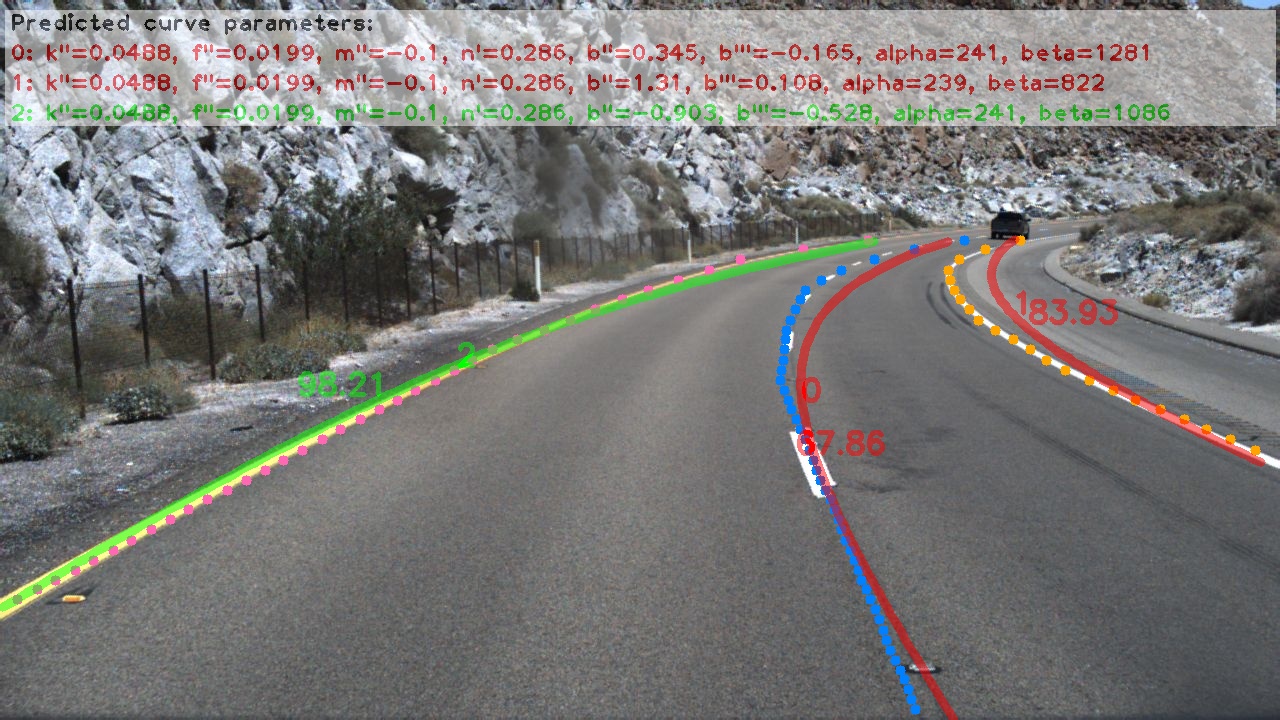 Predicted curve parameters:
0: k''=0.0488, f''=0.0199, m''=-0.1, n'=0.286, b''=0.345, b'''=-0.165, alpha=241, beta=1281
1: k''=0.0488, f''=0.0199, m''=-0.1, n'=0.286, b''=1.31, b'''=0.108, alpha=239, beta=822
2: k''=0.0488, f''=0.0199, m''=-0.1, n'=0.286, b''=-0.903, b'''=-0.528, alpha=241, beta=1086
1
83.93
2
98.21
0
67.86